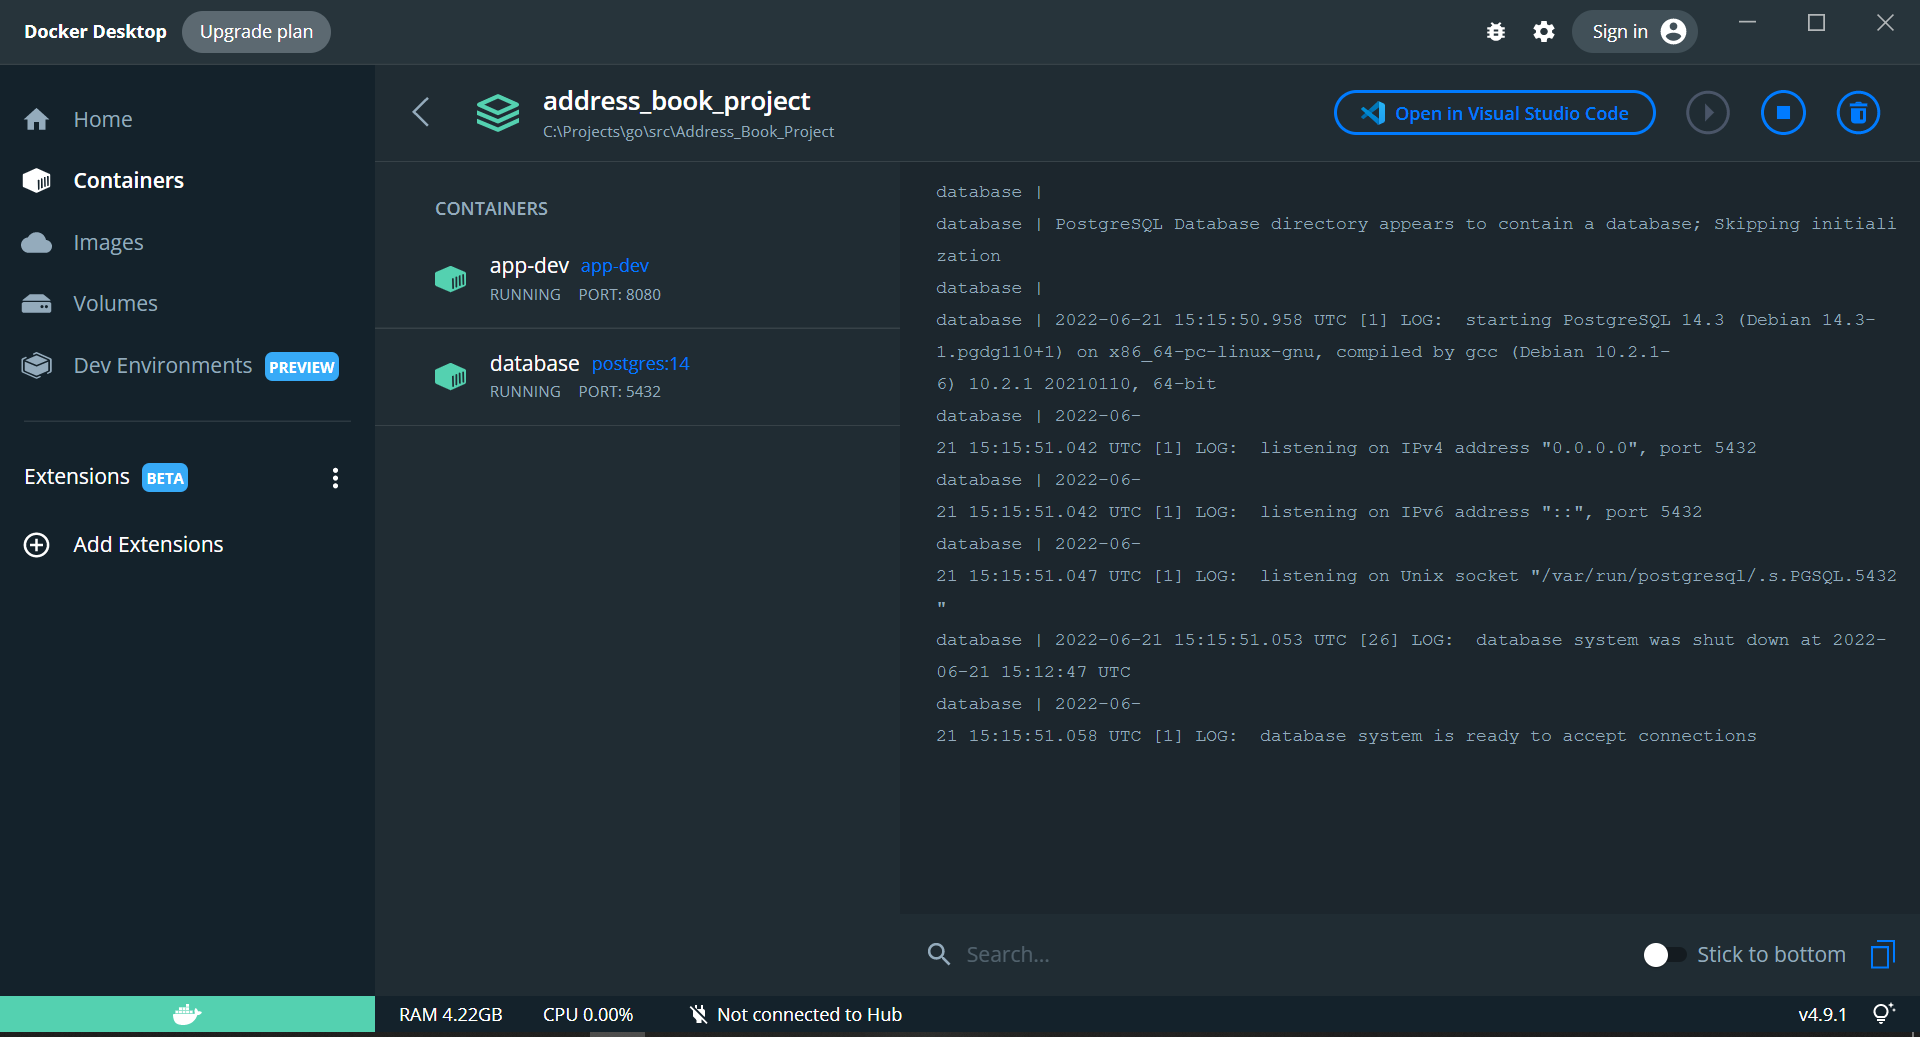 Docker Desktop
Upgrade plan
Sign in
Home
Containers
Images
Volumes
Dev Environments PREVIEW
Extensions BETA
Add Extensions
address_book_project
C:\Projects\go\src\Address_Book_Project
Open in Visual Studio Code
CONTAINERS
app-dev app-dev
RUNNING PORT: 8080
database postgres:14
RUNNING PORT: 5432
database |
database | PostgreSQL Database directory appears to contain a database; Skipping initiali
zation
database |
database | 2022-06-21 15:15:50.958 UTC [1] LOG:  starting PostgreSQL 14.3 (Debian 14.3-
1.pgdg110+1) on x86_64-pc-linux-gnu, compiled by gcc (Debian 10.2.1-
6) 10.2.1 20210110, 64-bit
database | 2022-06-
21 15:15:51.042 UTC [1] LOG:  listening on IPv4 address "0.0.0.0", port 5432
database | 2022-06-
21 15:15:51.042 UTC [1] LOG:  listening on IPv6 address "::", port 5432
database | 2022-06-
21 15:15:51.047 UTC [1] LOG:  listening on Unix socket "/var/run/postgresql/.s.PGSQL.5432
"
database | 2022-06-21 15:15:51.053 UTC [26] LOG:  database system was shut down at 2022-
06-21 15:12:47 UTC
database | 2022-06-
21 15:15:51.058 UTC [1] LOG:  database system is ready to accept connections
Search...
Stick to bottom
RAM 4.22GB CPU 0.00% Not connected to Hub
v4.9.1